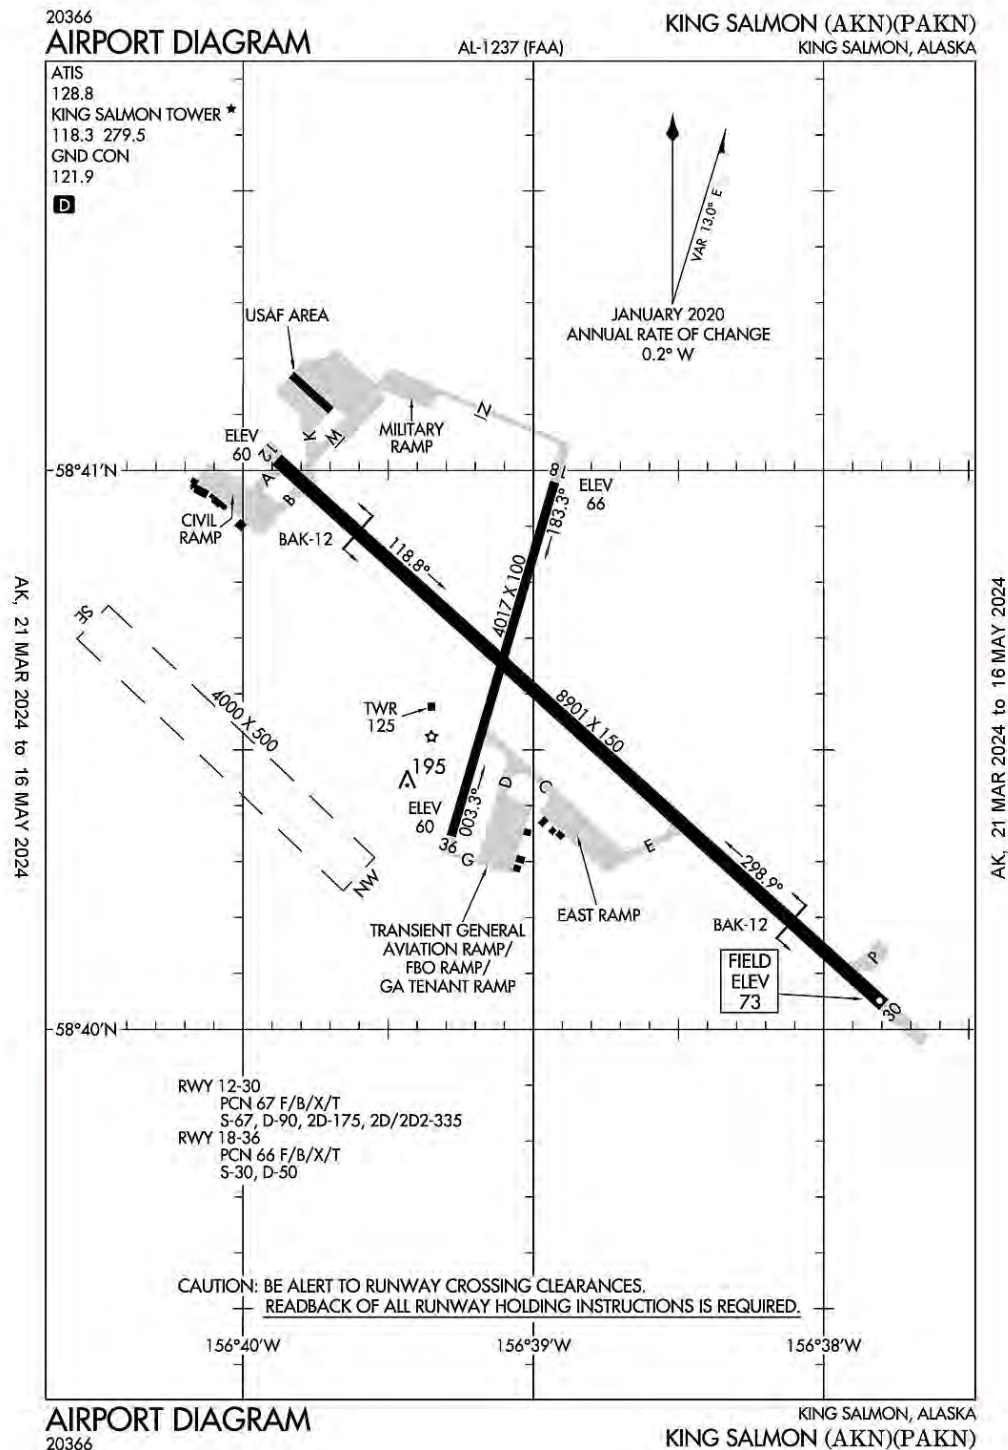 20366
AIRPORT DIAGRAM
AL-1237 (FAA)
KING SALMON (AKN)(PAKN)
KING SALMON, ALASKA
ATIS
128.8
KING SALMON TOWER ★
118.3 279.5
GND CON
121.9
D
VAR 13.0° E
JANUARY 2020
ANNUAL RATE OF CHANGE
0.2° W
USAF AREA
MILITARY
RAMP
IZ
K
M
ELEV
60
12
A
B
58°41'N
CIVIL
RAMP
BAK-12
118.8°
18
ELEV
66
183.3°
4017 X 100
SE
4000 X 500
NW
8901 X 150
TWR
125
195
ELEV
60
003.3°
36
G
D
C
E
EAST RAMP
TRANSIENT GENERAL
AVIATION RAMP/
FBO RAMP/
GA TENANT RAMP
298.9°
BAK-12
FIELD
ELEV
73
P
30
58°40'N
RWY 12-30
PCN 67 F/B/X/T
S-67, D-90, 2D-175, 2D/2D2-335
RWY 18-36
PCN 66 F/B/X/T
S-30, D-50
CAUTION: BE ALERT TO RUNWAY CROSSING CLEARANCES.
READBACK OF ALL RUNWAY HOLDING INSTRUCTIONS IS REQUIRED.
156°40'W
156°39'W
156°38'W
AK, 21 MAR 2024 to 16 MAY 2024
AK, 21 MAR 2024 to 16 MAY 2024
AIRPORT DIAGRAM
20366
KING SALMON, ALASKA
KING SALMON (AKN)(PAKN)